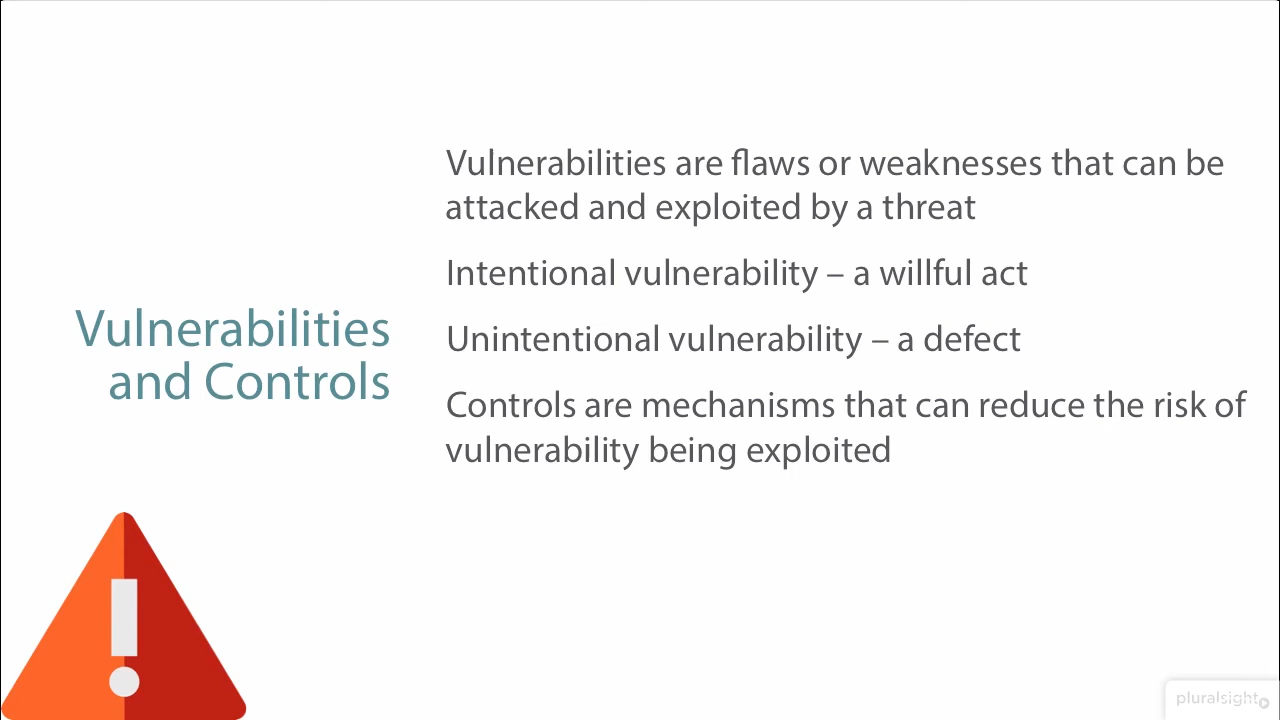 Vulnerabilities
and Controls
Vulnerabilities are flaws or weaknesses that can be
attacked and exploited by a threat
Intentional vulnerability – a willful act
Unintentional vulnerability – a defect
Controls are mechanisms that can reduce the risk of
vulnerability being exploited
!
pluralsight